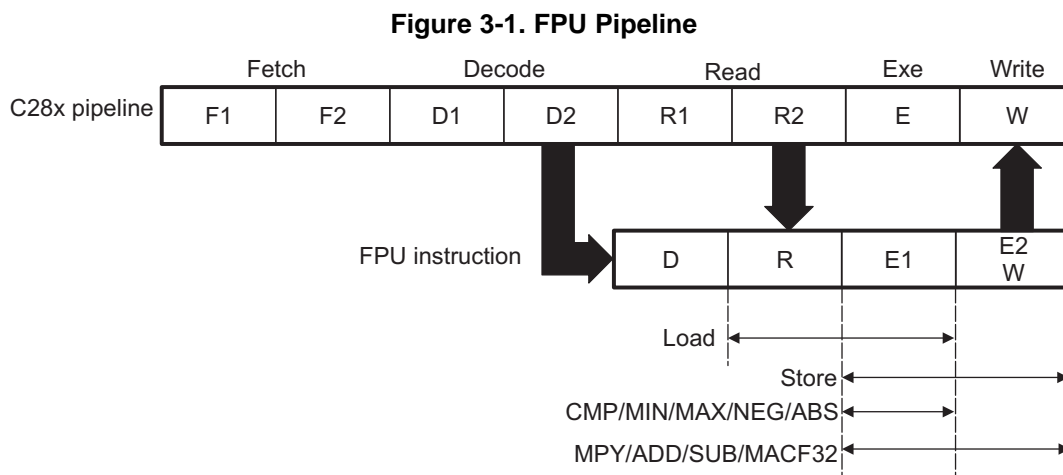 Figure 3-1. FPU Pipeline
Fetch Decode Read Exe Write
C28x pipeline F1 F2 D1 D2 R1 R2 E W
FPU instruction D R E1 E2
W
Load
Store
CMP/MIN/MAX/NEG/ABS
MPY/ADD/SUB/MACF32